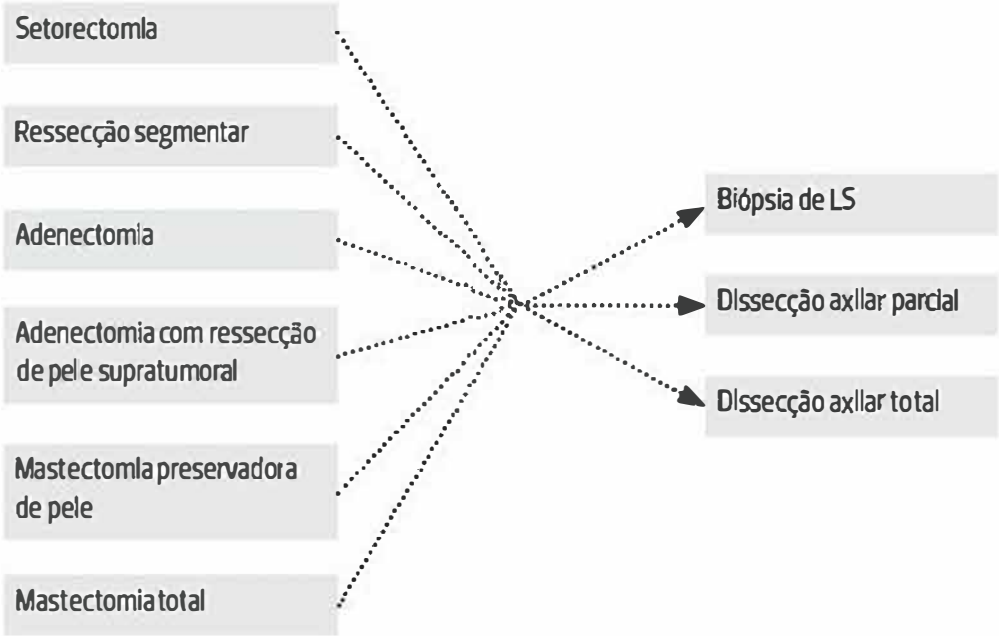 Setorectomia
Ressecção segmentar
Adenectomia
Adenectomia com ressecção
de pele supratumoral
Mastectomia preservadora
de pele
Mastectomia total
Biópsia de LS
Dissecção axilar parcial
Dissecção axilar total